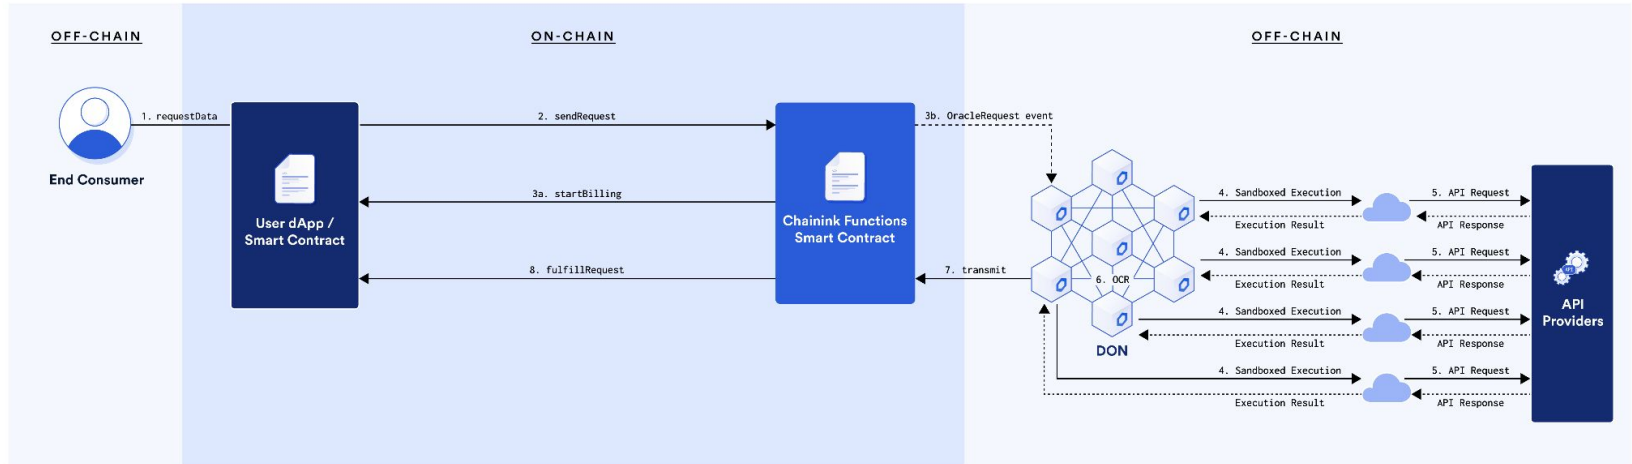 OFF-CHAIN
ON-CHAIN
OFF-CHAIN
1. requestData
2. sendRequest
3b. OracleRequest event
End Consumer
3a. startBilling
User dApp /
Smart Contract
Chainink Functions
Smart Contract
8. fulfillRequest
7. transmit
6. OCR
DON
4. Sandboxed Execution
5. API Request
Execution Result
API Response
4. Sandboxed Execution
5. API Request
Execution Result
API Response
4. Sandboxed Execution
5. API Request
Execution Result
API Response
4. Sandboxed Execution
5. API Request
Execution Result
API Response
API
API
Providers